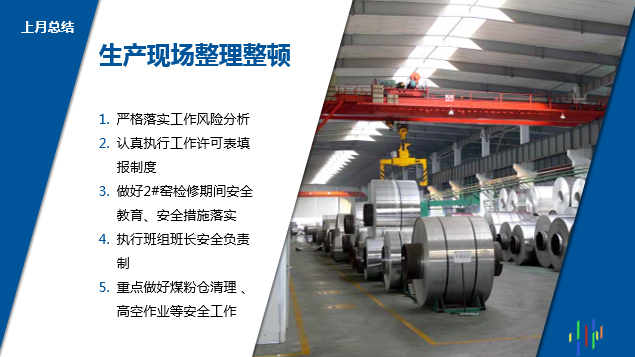 上月总结
生产现场整理整顿
1. 严格落实工作风险分析
2. 认真执行工作许可表填
报制度
3. 做好2#窑检修期间安全
教育、安全措施落实
4. 执行班组班长安全负责
制
5. 重点做好煤粉仓清理、
高空作业等安全工作